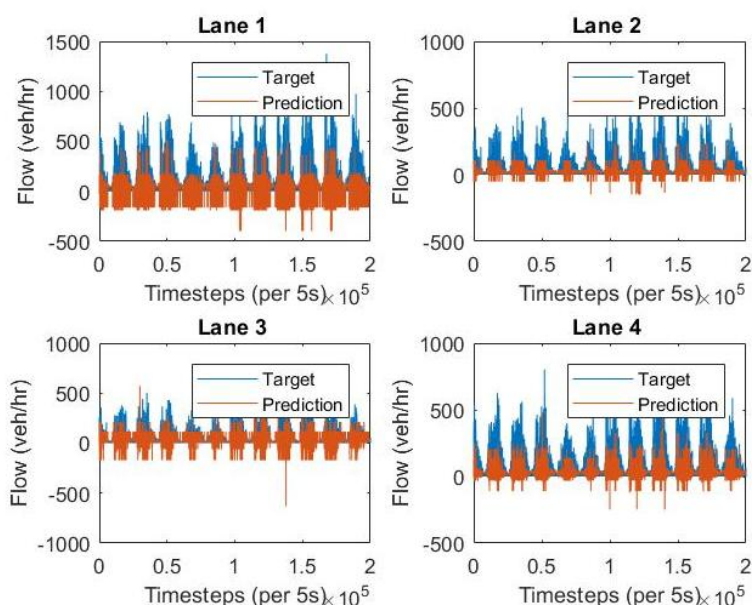 Lane 1
1500
1000
500
0
-500
Flow (veh/hr)
Target
Prediction
0 0.5 1 1.5 2
Timesteps (per 5s) ×10^5
Lane 2
1000
500
0
-500
Flow (veh/hr)
Target
Prediction
0 0.5 1 1.5 2
Timesteps (per 5s) ×10^5
Lane 3
1000
500
0
-500
-1000
Flow (veh/hr)
Target
Prediction
0 0.5 1 1.5 2
Timesteps (per 5s) ×10^5
Lane 4
1000
500
0
-500
Flow (veh/hr)
Target
Prediction
0 0.5 1 1.5 2
Timesteps (per 5s) ×10^5